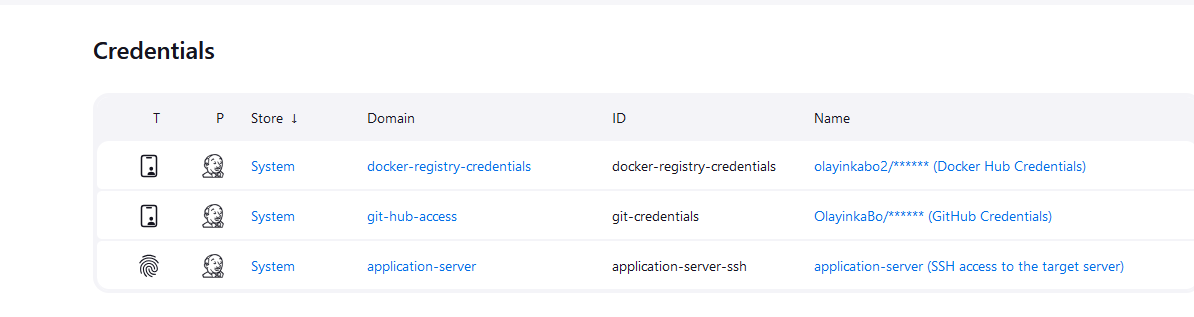 Credentials
T P Store ↓ Domain ID Name
System docker-registry-credentials docker-registry-credentials olayinkabo2/****** (Docker Hub Credentials)
System git-hub-access git-credentials OlayinkaBo/****** (GitHub Credentials)
System application-server application-server-ssh application-server (SSH access to the target server)